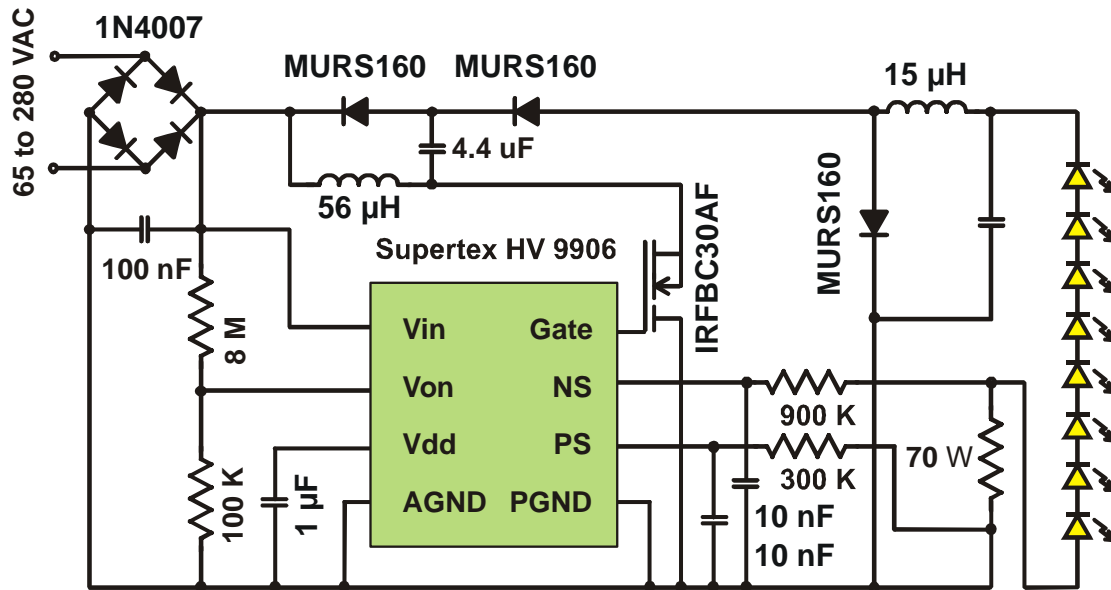 65 to 280 VAC
1N4007
MURS160
MURS160
15 µH
4.4 uF
56 µH
100 nF
Supertex HV 9906
IRFBC30AF
MURS160
8 M
Vin
Gate
Von
NS
900 K
Vdd
PS
300 K
70 W
100 K
1 µF
AGND
PGND
10 nF
10 nF